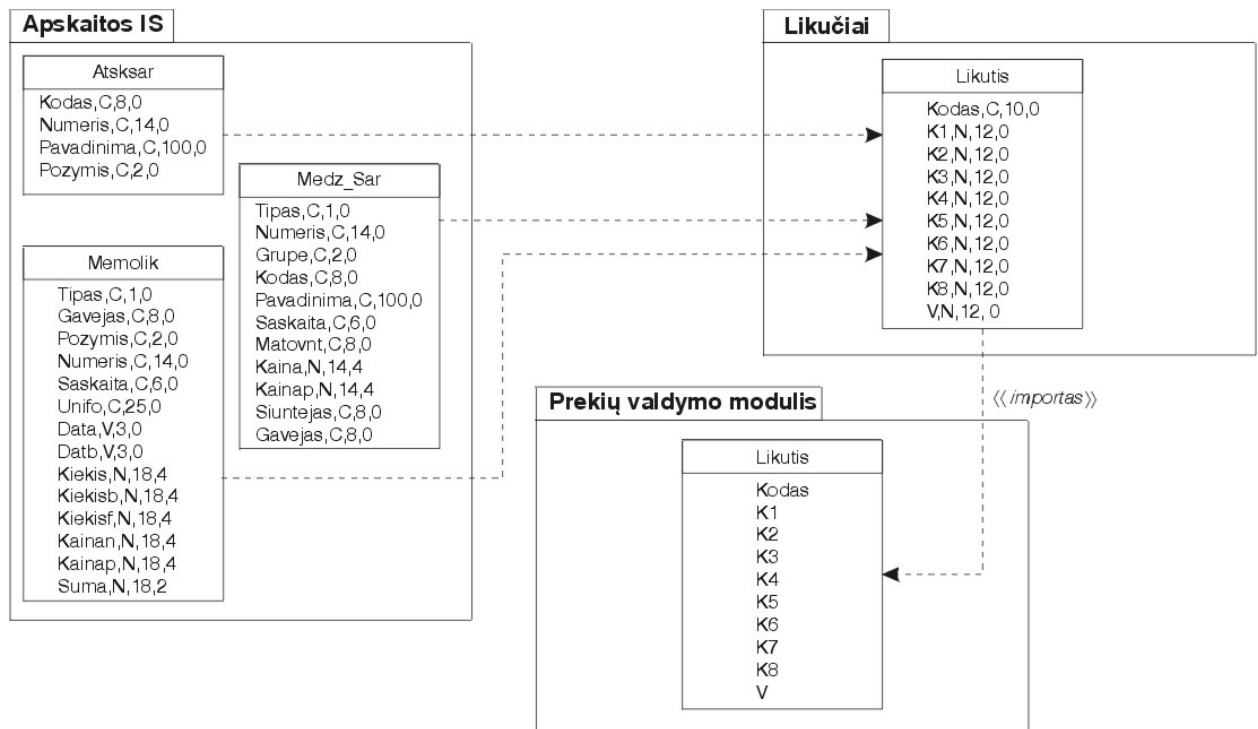 Apskaitos IS
Atsksar
Kodas,C,8,0
Numeris,C,14,0
Pavadinima,C,100,0
Pozymis,C,2,0
Medz_Sar
Tipas,C,1,0
Numeris,C,14,0
Grupe,C,2,0
Kodas,C,8,0
Pavadinima,C,100,0
Saskaita,C,6,0
Matovnt,C,8,0
Kaina,N,14,4
Kainap,N,14,4
Siuntejas,C,8,0
Gavejas,C,8,0
Memolik
Tipas,C,1,0
Gavejas,C,8,0
Pozymis,C,2,0
Numeris,C,14,0
Saskaita,C,6,0
Unifo,C,25,0
Data,V,3,0
Datb,V,3,0
Kiekis,N,18,4
Kiekisb,N,18,4
Kiekisf,N,18,4
Kainan,N,18,4
Kainap,N,18,4
Suma,N,18,2
Likučiai
Likutis
Kodas,C,10,0
K1,N,12,0
K2,N,12,0
K3,N,12,0
K4,N,12,0
K5,N,12,0
K6,N,12,0
K7,N,12,0
K8,N,12,0
V,N,12, 0
⟨⟨importas⟩⟩
Prekių valdymo modulis
Likutis
Kodas
K1
K2
K3
K4
K5
K6
K7
K8
V